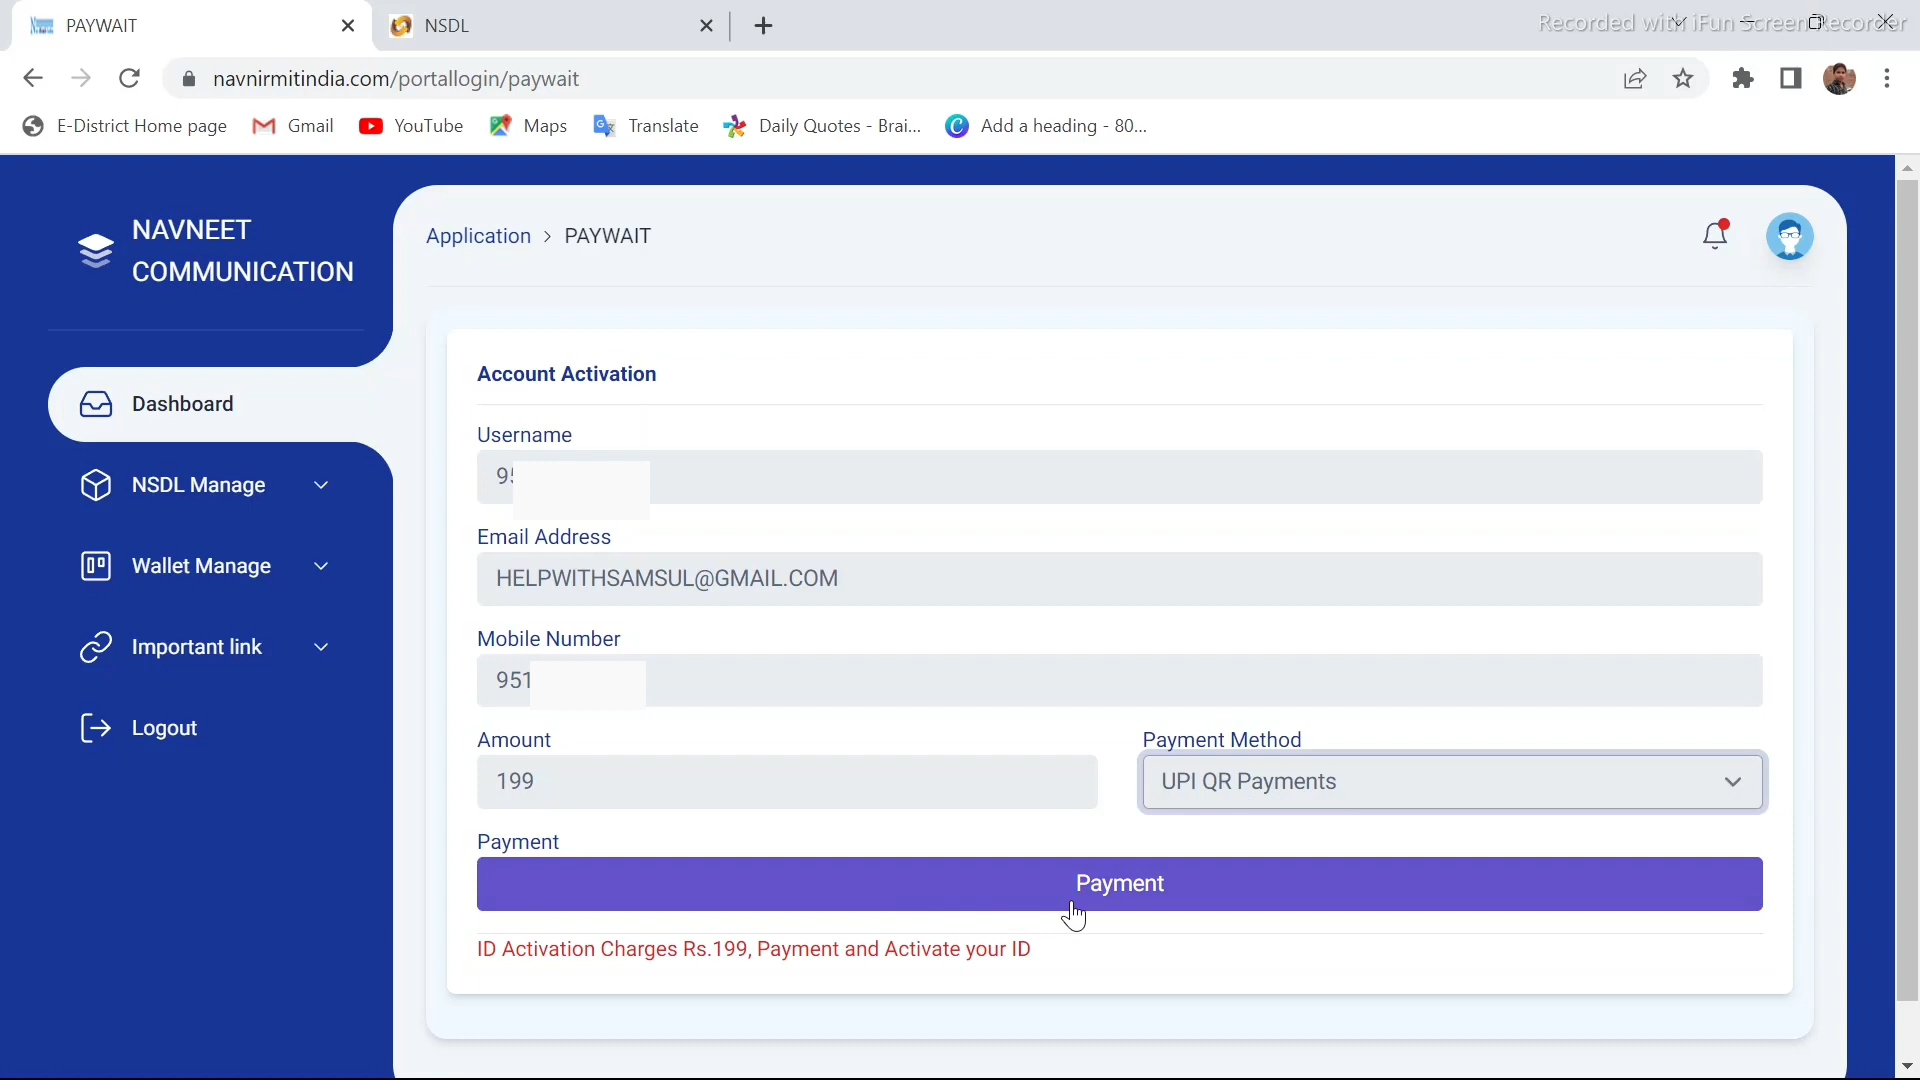 PAYWAIT
NSDL
Recorded with iFun Screen Recorder
navnirmitindia.com/portallogin/paywait
E-District Home page
Gmail
YouTube
Maps
Translate
Daily Quotes - Brai...
Add a heading - 80...
NAVNEET
COMMUNICATION
Application > PAYWAIT
Dashboard
NSDL Manage
Wallet Manage
Important link
Logout
Account Activation
Username
95
Email Address
HELPWITHSAMSUL@GMAIL.COM
Mobile Number
951
Amount
Payment Method
199
UPI QR Payments
Payment
Payment
ID Activation Charges Rs.199, Payment and Activate your ID